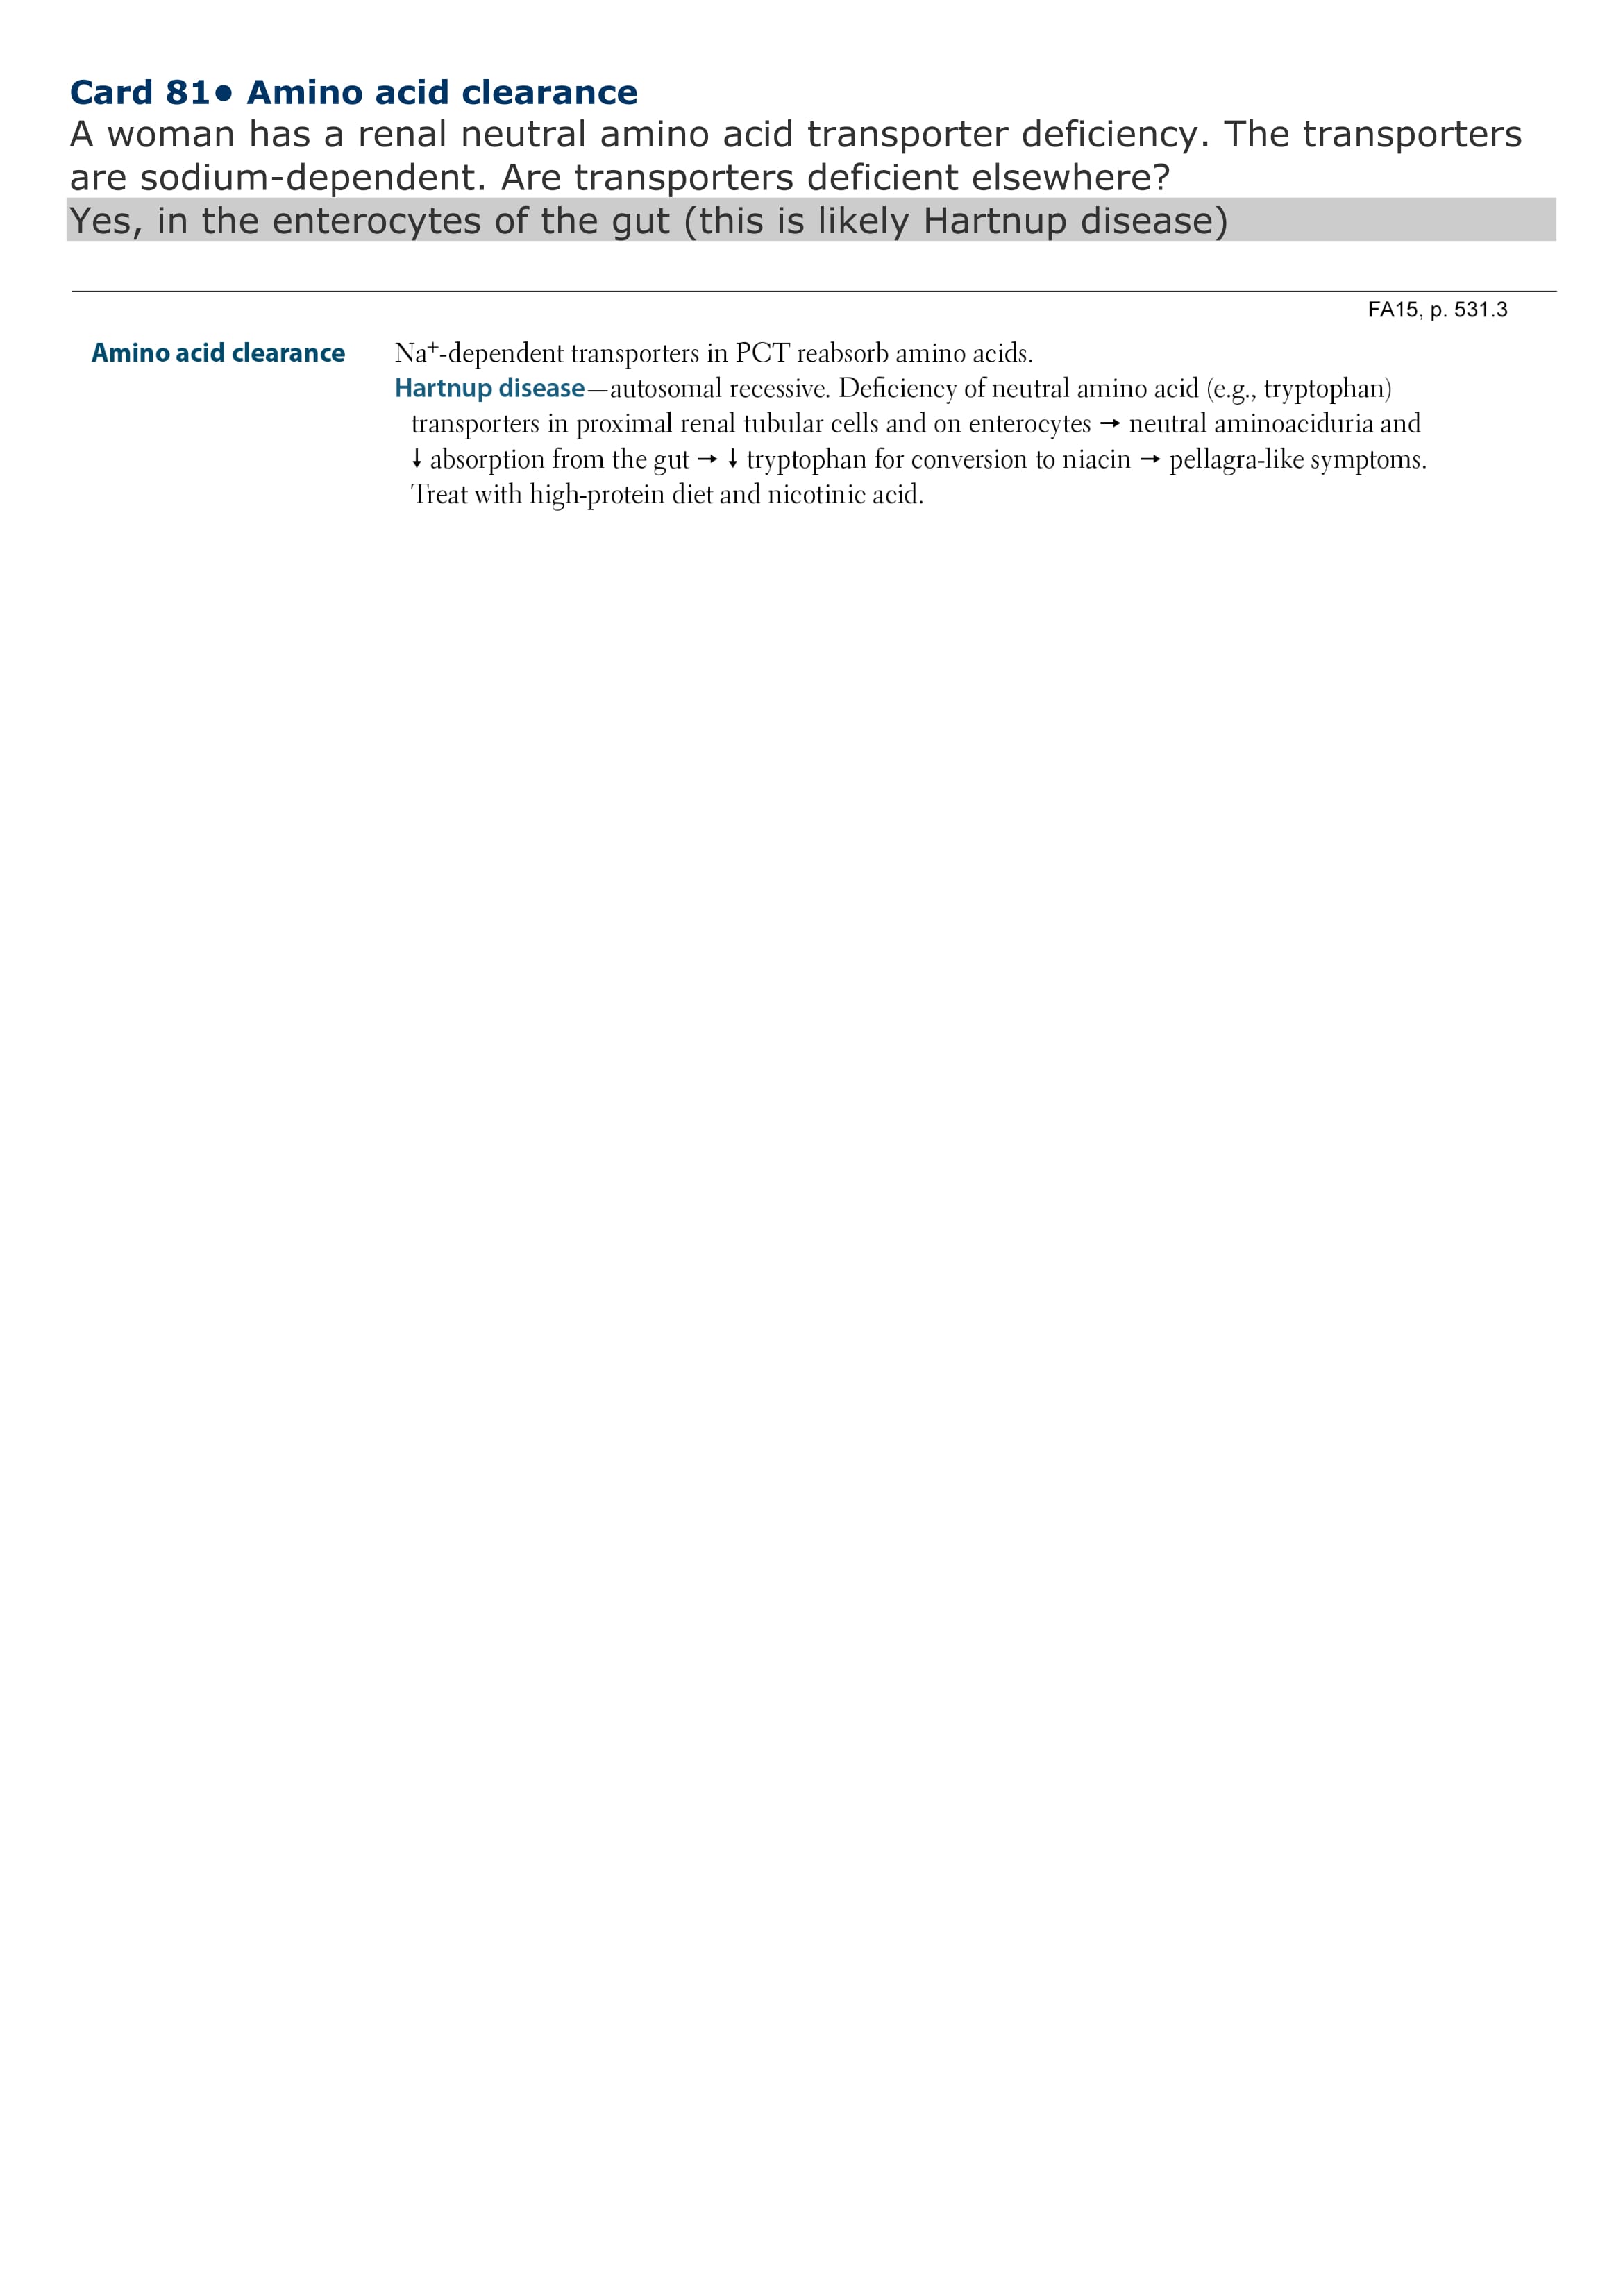 Card 81• Amino acid clearance
A woman has a renal neutral amino acid transporter deficiency. The transporters
are sodium-dependent. Are transporters deficient elsewhere?
Yes, in the enterocytes of the gut (this is likely Hartnup disease)
FA15, p. 531.3
Amino acid clearance Na⁺-dependent transporters in PCT reabsorb amino acids.
Hartnup disease—autosomal recessive. Deficiency of neutral amino acid (e.g., tryptophan)
transporters in proximal renal tubular cells and on enterocytes → neutral aminoaciduria and
↓ absorption from the gut → ↓ tryptophan for conversion to niacin → pellagra-like symptoms.
Treat with high-protein diet and nicotinic acid.